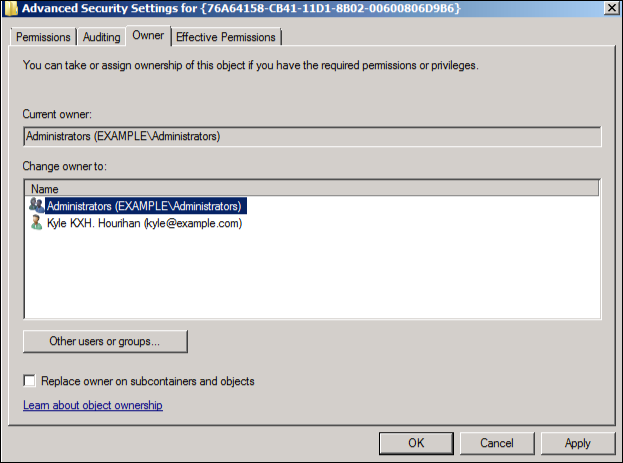 Advanced Security Settings for {76A64158-CB41-11D1-8B02-00600806D9B6}
Permissions Auditing Owner Effective Permissions
You can take or assign ownership of this object if you have the required permissions or privileges.
Current owner:
Administrators (EXAMPLE\Administrators)
Change owner to:
Name
Administrators (EXAMPLE\Administrators)
Kyle KXH. Hourihan (kyle@example.com)
Other users or groups...
Replace owner on subcontainers and objects
Learn about object ownership
OK Cancel Apply